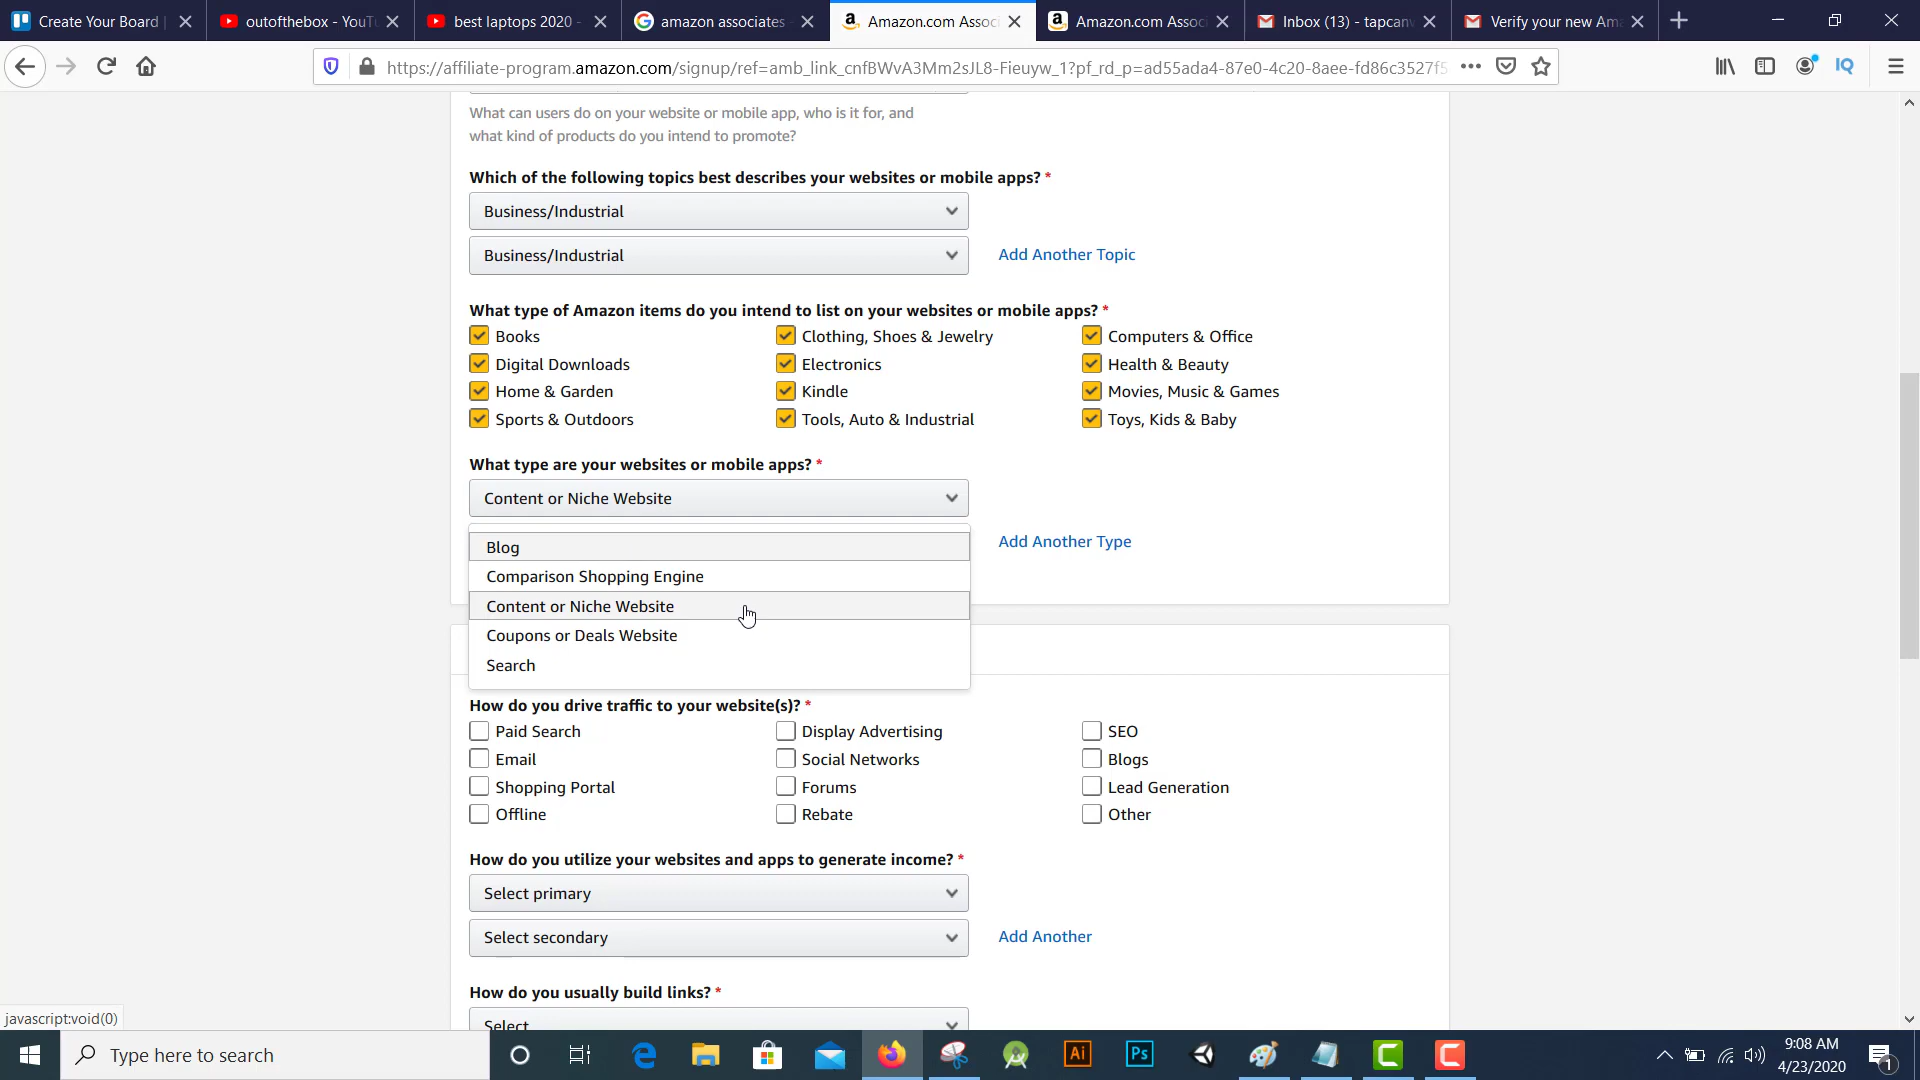 Create Your Board
outofthebox - YouTu
best laptops 2020 -
amazon associates -
Amazon.com Associ
Amazon.com Associ
Inbox (13) - tapcanv
Verify your new Ama
https://affiliate-program.amazon.com/signup/ref=amb_link_cnfBWvA3Mm2sJL8-Fieuyw_1?pf_rd_p=ad55ada4-87e0-4c20-8aee-fd86c3527f5
IQ
What can users do on your website or mobile app, who is it for, and
what kind of products do you intend to promote?
Which of the following topics best describes your websites or mobile apps? *
Business/Industrial
Business/Industrial
Add Another Topic
What type of Amazon items do you intend to list on your websites or mobile apps? *
Books
Clothing, Shoes & Jewelry
Computers & Office
Digital Downloads
Electronics
Health & Beauty
Home & Garden
Kindle
Movies, Music & Games
Sports & Outdoors
Tools, Auto & Industrial
Toys, Kids & Baby
What type are your websites or mobile apps? *
Content or Niche Website
Blog
Add Another Type
Comparison Shopping Engine
Content or Niche Website
Coupons or Deals Website
Search
How do you drive traffic to your website(s)? *
Paid Search
Display Advertising
SEO
Email
Social Networks
Blogs
Shopping Portal
Forums
Lead Generation
Offline
Rebate
Other
How do you utilize your websites and apps to generate income? *
Select primary
Select secondary
Add Another
How do you usually build links? *
Select
javascript:void(0)
Type here to search
Ai
Ps
9:08 AM
4/23/2020
1